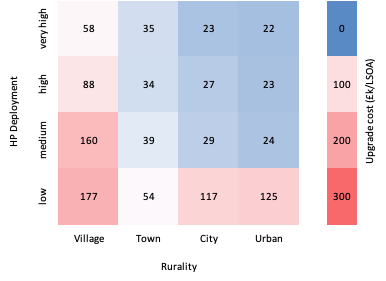 very high 58 35 23 22 0
high 88 34 27 23 100
medium 160 39 29 24 200
low 177 54 117 125 300
HP Deployment
Upgrade cost (£k/LSOA)
Village Town City Urban
Rurality